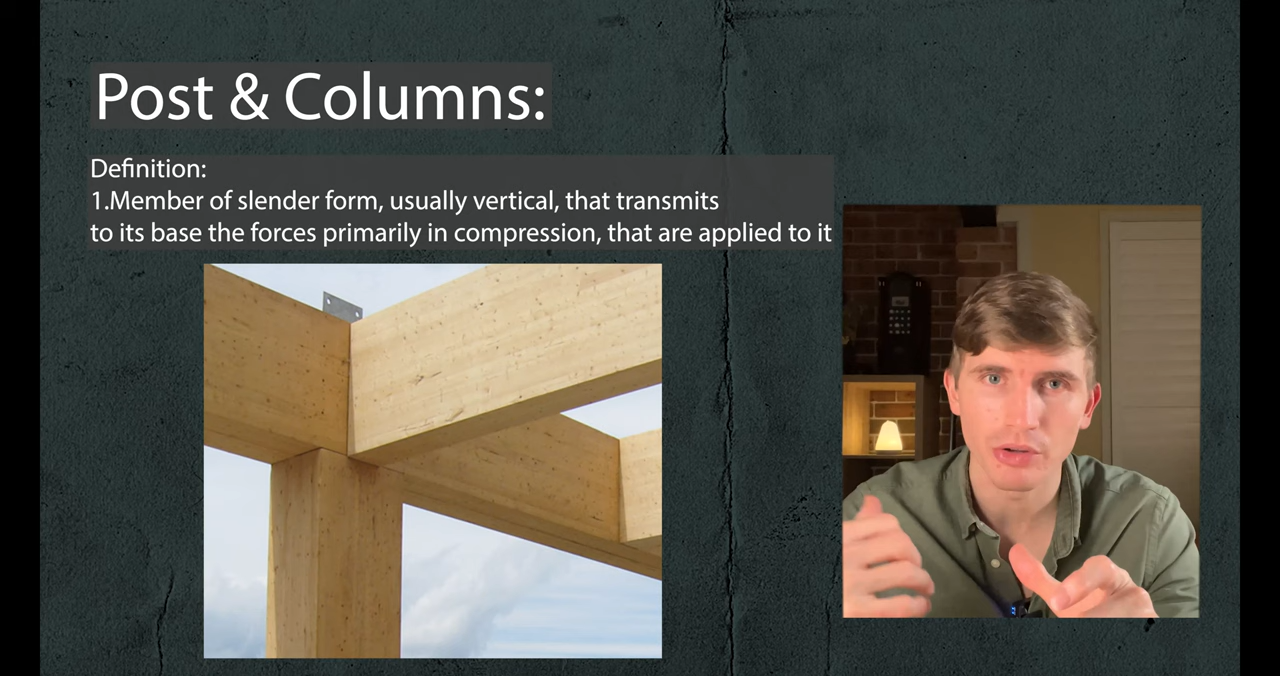 Post & Columns:
Definition:
1.Member of slender form, usually vertical, that transmits
to its base the forces primarily in compression, that are applied to it